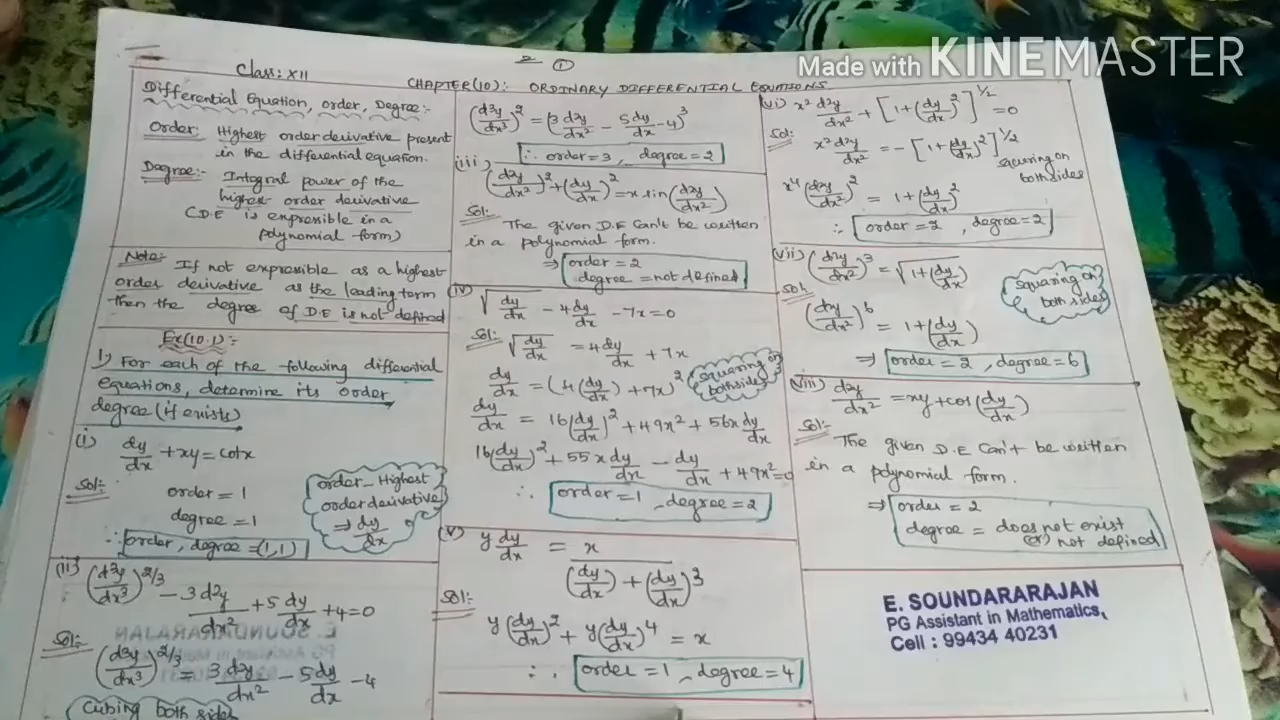 Made with KINEMASTER
2 ①
Class: XII
CHAPTER(10): ORDINARY DIFFERENTIAL EQUATIONS
Differential Equation, order, Degree:-
Order: Highest order derivative present
in the differential equation.
Degree:- Integral power of the
highest order derivative
(D.E is expressible in a
polynomial form)
Note:- If not expressible as a highest
order derivative as the leading term
then the degree of D.E is not defined
Ex(10.1):-
1) For each of the following differential
equations, determine its order
degree (if exists)
(i) dy/dx + xy = cotx
Sol:
order = 1
degree = 1
∴ order, degree = (1,1)
order - Highest
order derivative
⇒ dy/dx
(ii) (d³y/dx³)^2/3 - 3 d²y/dx² + 5 dy/dx + 4 = 0
Sol:-
(d³y/dx³)^2/3 = 3 d²y/dx² - 5 dy/dx - 4
Cubing both sides
(d³y/dx³)² = (3 d²y/dx² - 5 dy/dx - 4)³
∴ order = 3, degree = 2
(iii) (d²y/dx²)² + (dy/dx)² = x sin(d²y/dx²)
Sol:
The given D.E Can't be written
in a polynomial form.
⇒ order = 2
degree = not defined
(iv) √dy/dx - 4 dy/dx - 7x = 0
Sol:
√dy/dx = 4 dy/dx + 7x
dy/dx = (4(dy/dx) + 7x)²
squaring on
both sides
dy/dx = 16(dy/dx)² + 49x² + 56x dy/dx
16(dy/dx)² + 55x dy/dx - dy/dx + 49x² = 0
∴ order = 1, degree = 2
(v) y dy/dx = x/((dy/dx) + (dy/dx)³)
Sol:
y(dy/dx)² + y(dy/dx)⁴ = x
∴ order = 1, degree = 4
(vi) x² d²y/dx² + [1 + (dy/dx)²]^1/2 = 0
Sol:
x² d²y/dx² = - [1 + (dy/dx)²]^1/2
squaring on
both sides
x⁴(d²y/dx²)² = 1 + (dy/dx)²
∴ order = 2, degree = 2
(vii) (d²y/dx²)³ = √1 + (dy/dx)
Sol.
squaring on
both sides
(d²y/dx²)⁶ = 1 + (dy/dx)
⇒ order = 2, degree = 6
(viii) d²y/dx² = xy + cos(dy/dx)
Sol:-
The given D.E Can't be written
in a polynomial form.
⇒ order = 2
degree = does not exist
(or) not defined
E. SOUNDARARAJAN
PG Assistant in Mathematics,
Cell : 99434 40231